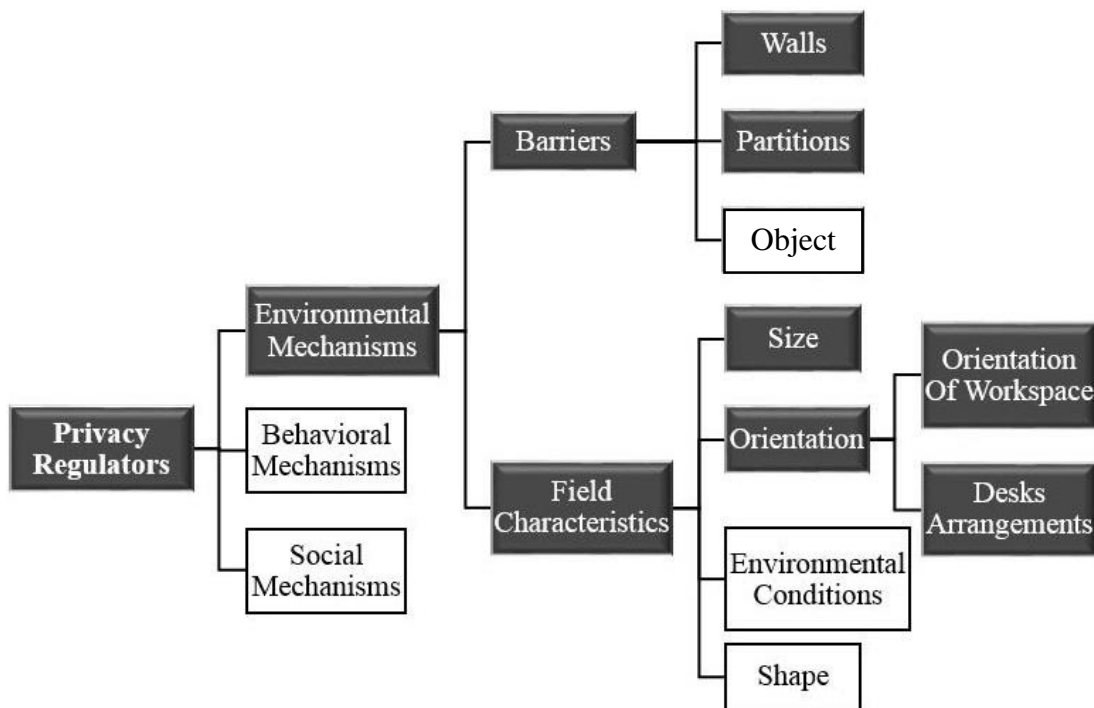 Privacy
Regulators
Environmental
Mechanisms
Behavioral
Mechanisms
Social
Mechanisms
Barriers
Field
Characteristics
Walls
Partitions
Object
Size
Orientation
Environmental
Conditions
Shape
Orientation
Of Workspace
Desks
Arrangements